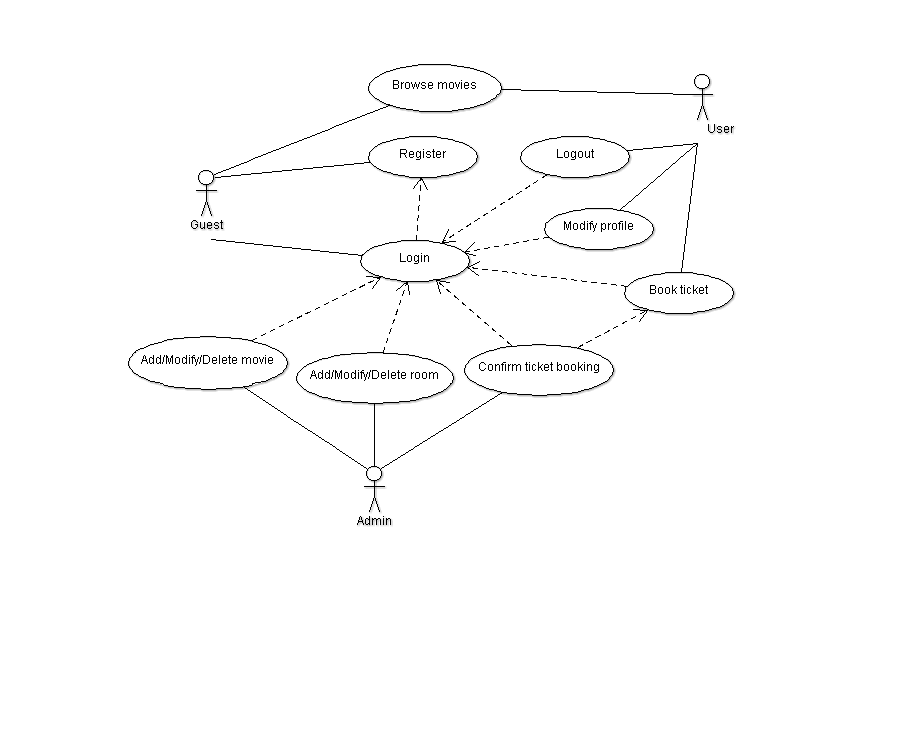 Browse movies
User
Register
Logout
Guest
Modify profile
Login
Book ticket
Add/Modify/Delete movie
Add/Modify/Delete room
Confirm ticket booking
Admin